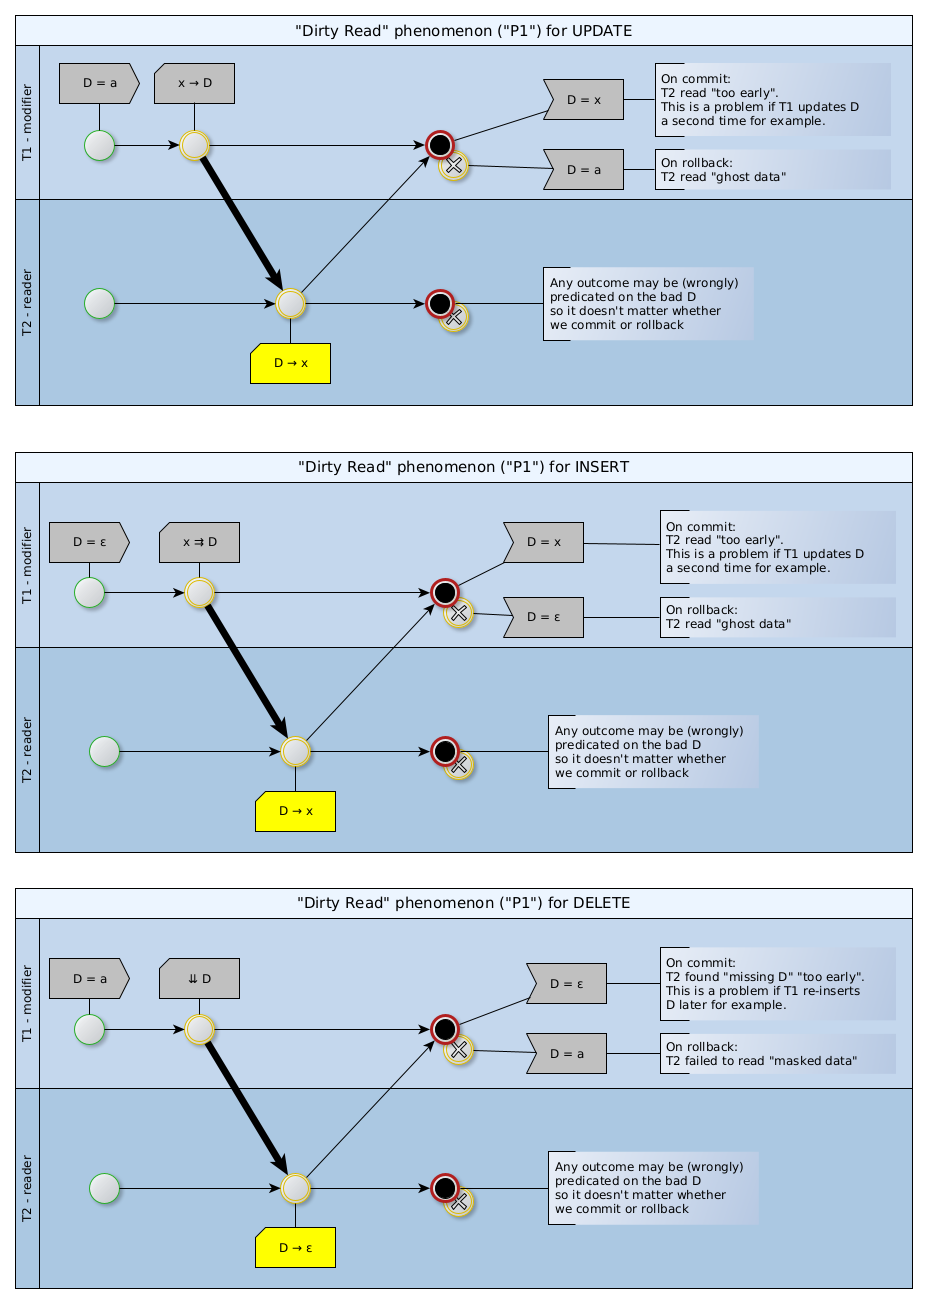 "Dirty Read" phenomenon ("P1") for UPDATE
T1 - modifier
D = a
x → D
D = x
On commit:
T2 read "too early".
This is a problem if T1 updates D
a second time for example.
D = a
On rollback:
T2 read "ghost data"
T2 - reader
D → x
Any outcome may be (wrongly)
predicated on the bad D
so it doesn't matter whether
we commit or rollback
"Dirty Read" phenomenon ("P1") for INSERT
T1 - modifier
D = ε
x ⇉ D
D = x
On commit:
T2 read "too early".
This is a problem if T1 updates D
a second time for example.
D = ε
On rollback:
T2 read "ghost data"
T2 - reader
D → x
Any outcome may be (wrongly)
predicated on the bad D
so it doesn't matter whether
we commit or rollback
"Dirty Read" phenomenon ("P1") for DELETE
T1 - modifier
D = a
⇊ D
D = ε
On commit:
T2 found "missing D" "too early".
This is a problem if T1 re-inserts
D later for example.
D = a
On rollback:
T2 failed to read "masked data"
T2 - reader
D → ε
Any outcome may be (wrongly)
predicated on the bad D
so it doesn't matter whether
we commit or rollback